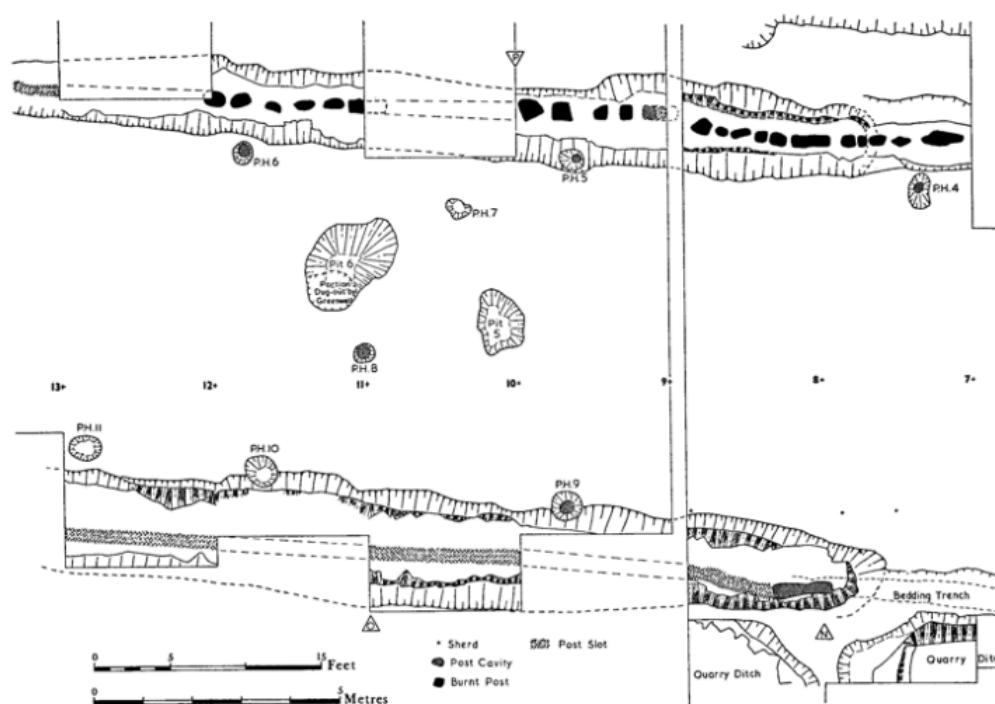 P
P.H.6
P.H.5
P.H.4
P.H.7
Pit 6
Portion
Dug-out by
Greenwell
Pit
5
P.H.8
13+ 12+ 11+ 10+ 9+ 8+ 7+
P.H.11
P.H.10
P.H.9
Bedding Trench
O
N
Sherd
Post Slot
Post Cavity
Burnt Post
Quarry Ditch
Quarry Ditc
0 5 15
Feet
0 5
Metres